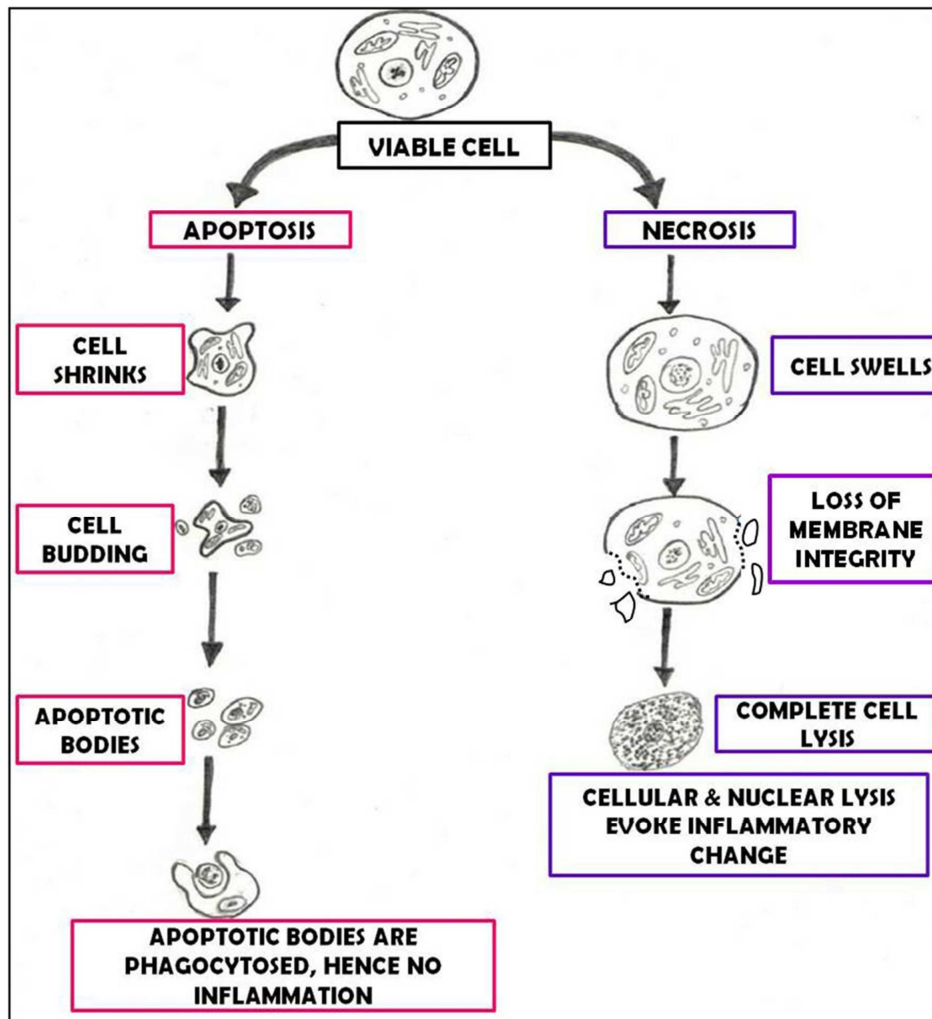 VIABLE CELL
APOPTOSIS
NECROSIS
CELL
SHRINKS
CELL SWELLS
CELL
BUDDING
LOSS OF
MEMBRANE
INTEGRITY
APOPTOTIC
BODIES
COMPLETE CELL
LYSIS
CELLULAR & NUCLEAR LYSIS
EVOKE INFLAMMATORY
CHANGE
APOPTOTIC BODIES ARE
PHAGOCYTOSED, HENCE NO
INFLAMMATION